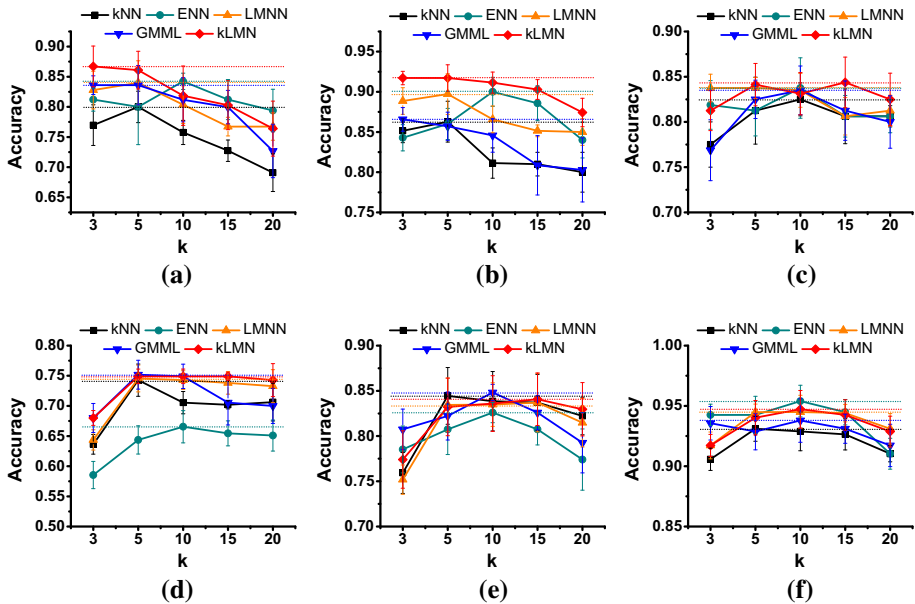 kNN ENN LMNN
GMML kLMN
0.90
0.85
0.80
0.75
0.70
0.65
Accuracy
3 5 10 15 20
k
(a)
kNN ENN LMNN
GMML kLMN
0.95
0.90
0.85
0.80
0.75
Accuracy
3 5 10 15 20
k
(b)
kNN ENN LMNN
GMML kLMN
0.90
0.85
0.80
0.75
0.70
Accuracy
3 5 10 15 20
k
(c)
kNN ENN LMNN
GMML kLMN
0.80
0.75
0.70
0.65
0.60
0.55
0.50
Accuracy
3 5 10 15 20
k
(d)
kNN ENN LMNN
GMML kLMN
0.90
0.85
0.80
0.75
0.70
Accuracy
3 5 10 15 20
k
(e)
kNN ENN LMNN
GMML kLMN
1.00
0.95
0.90
0.85
Accuracy
3 5 10 15 20
k
(f)